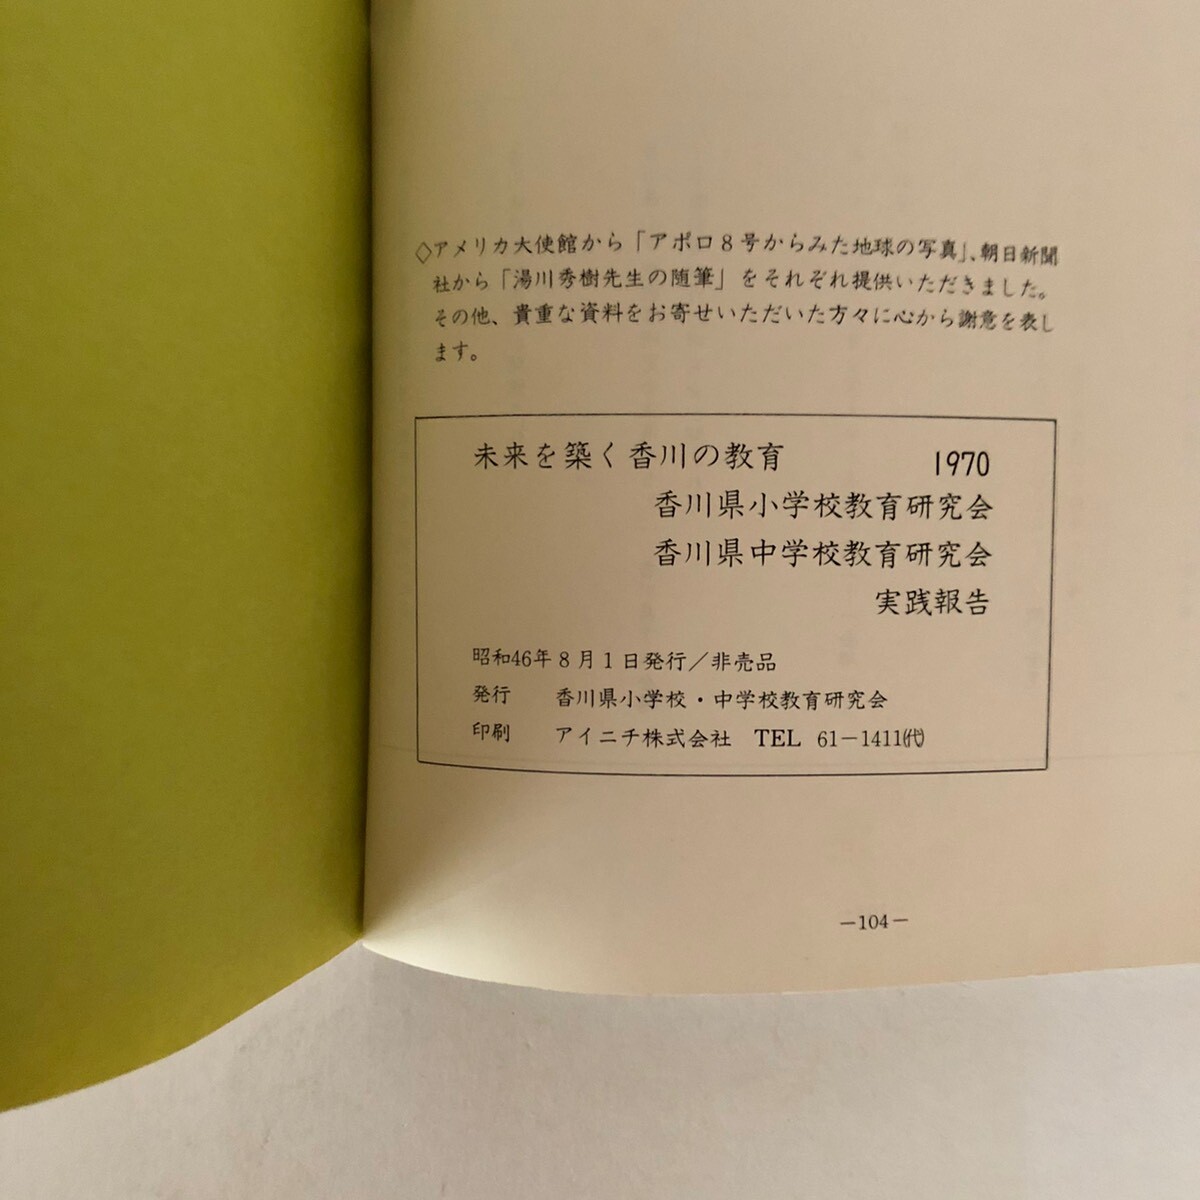 ◇アメリカ大使館から「アポロ8号からみた地球の写真」、朝日新聞
社から「湯川秀樹先生の随筆」をそれぞれ提供いただきました。
その他、貴重な資料をお寄せいただいた方々に心から謝意を表し
ます。
未来を築く香川の教育 1970
香川県小学校教育研究会
香川県中学校教育研究会
実践報告
昭和46年8月1日発行／非売品
発行 香川県小学校・中学校教育研究会
印刷 アイニチ株式会社 TEL 61-1411㈹
-104-